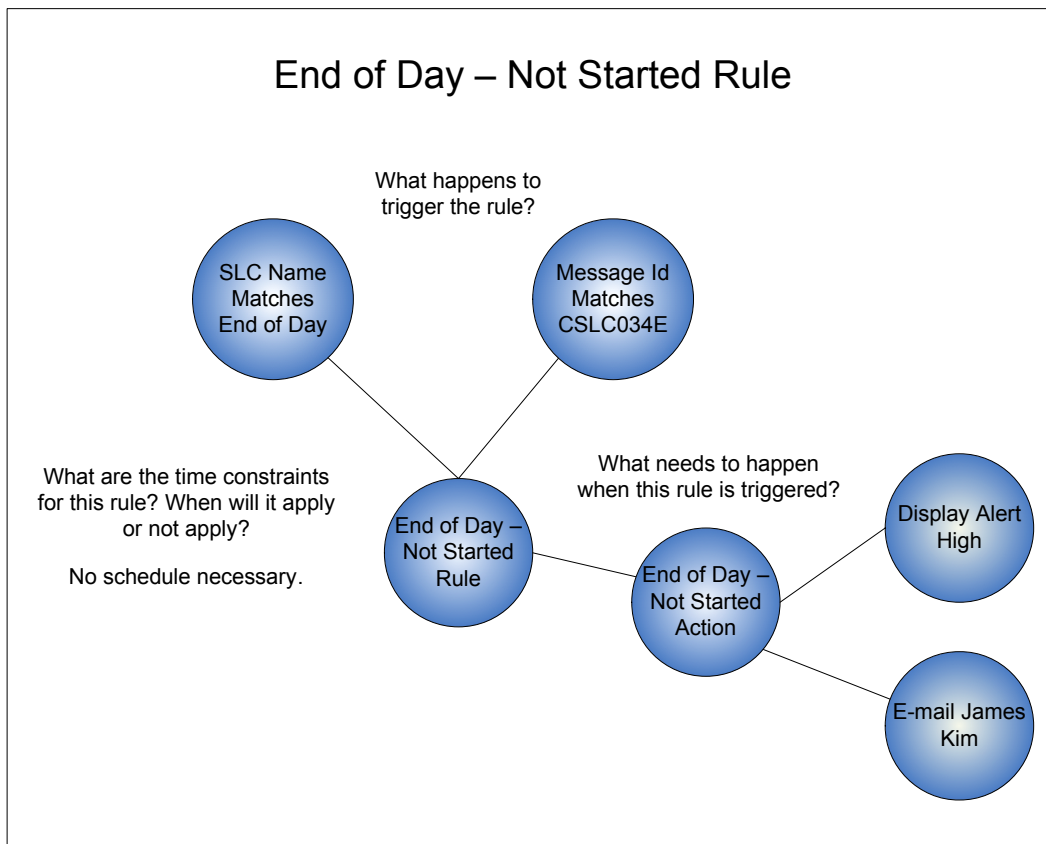 End of Day – Not Started Rule
What happens to
trigger the rule?
SLC Name
Matches
End of Day
Message Id
Matches
CSLC034E
What are the time constraints
for this rule? When will it apply
or not apply?
No schedule necessary.
End of Day –
Not Started
Rule
What needs to happen
when this rule is triggered?
End of Day –
Not Started
Action
Display Alert
High
E-mail James
Kim